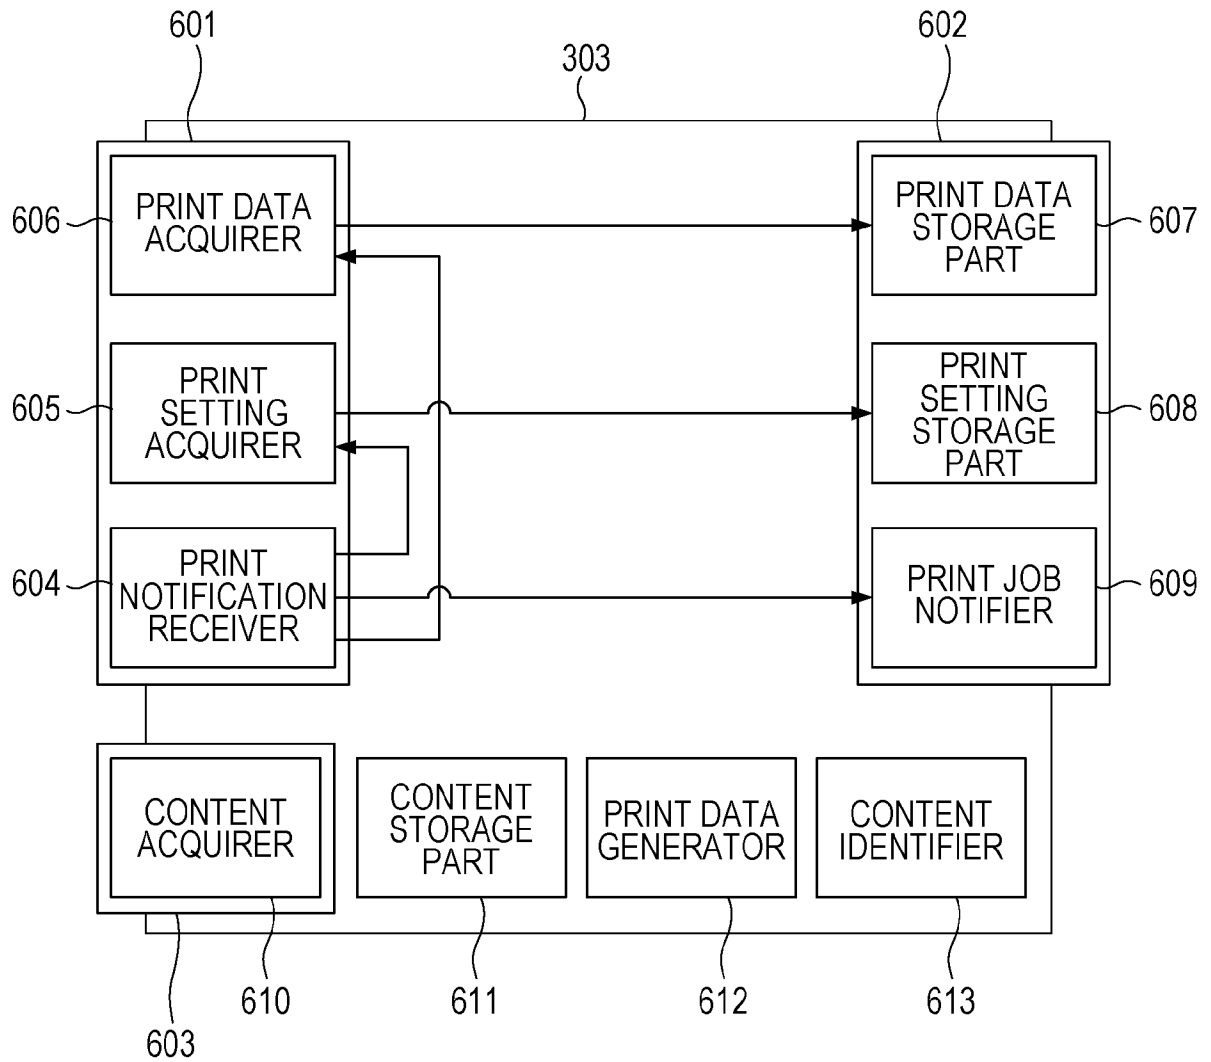 601
602
303
606
PRINT DATA
ACQUIRER
PRINT DATA
STORAGE
PART
607
605
PRINT
SETTING
ACQUIRER
PRINT
SETTING
STORAGE
PART
608
604
PRINT
NOTIFICATION
RECEIVER
PRINT JOB
NOTIFIER
609
CONTENT
ACQUIRER
CONTENT
STORAGE
PART
PRINT DATA
GENERATOR
CONTENT
IDENTIFIER
610
611
612
613
603